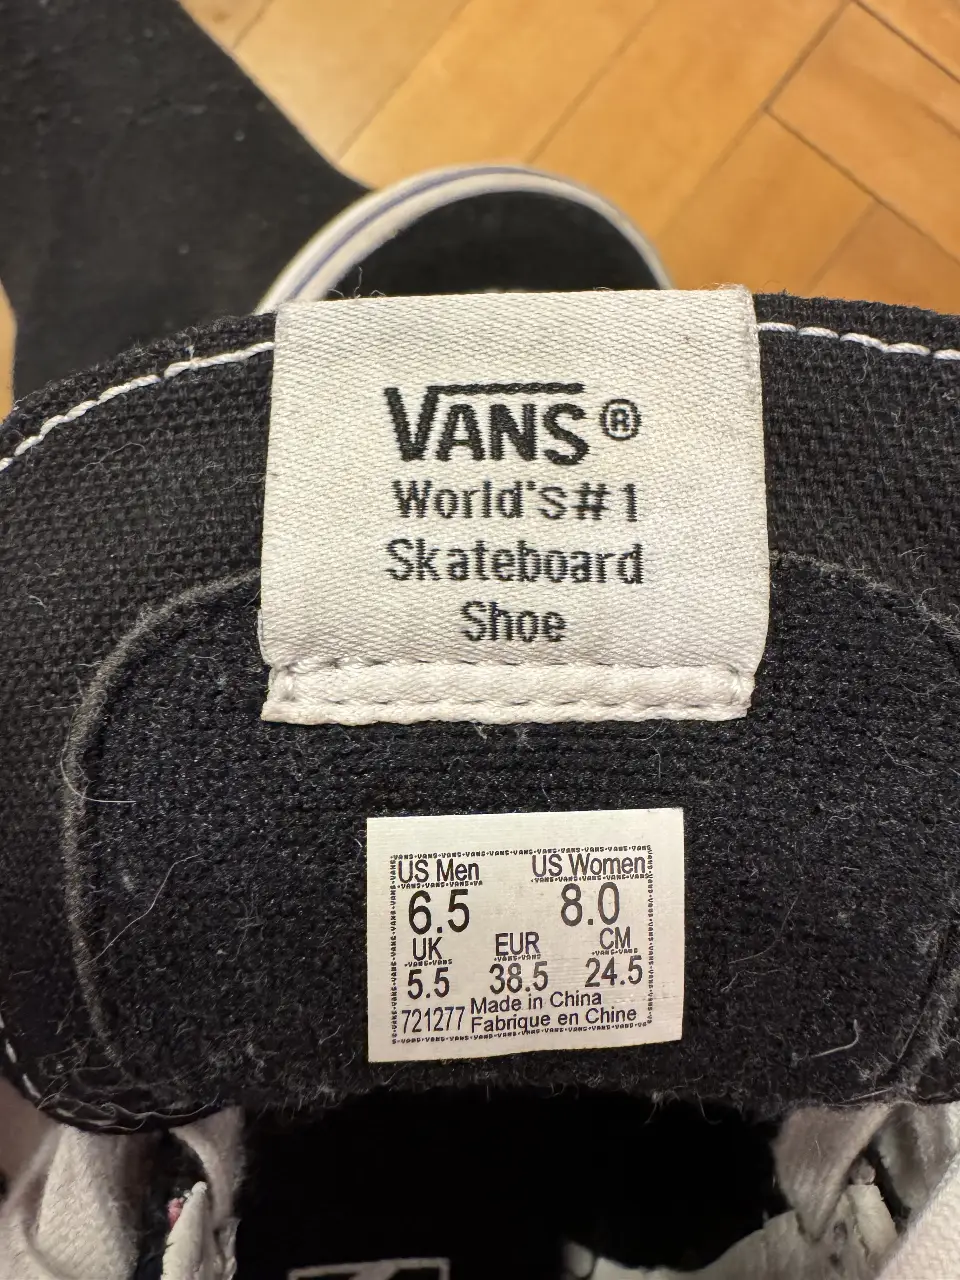 VANS®
World's #1
Skateboard
Shoe
US Men US Women
6.5 8.0
UK EUR CM
5.5 38.5 24.5
721277 Made in China
Fabrique en Chine